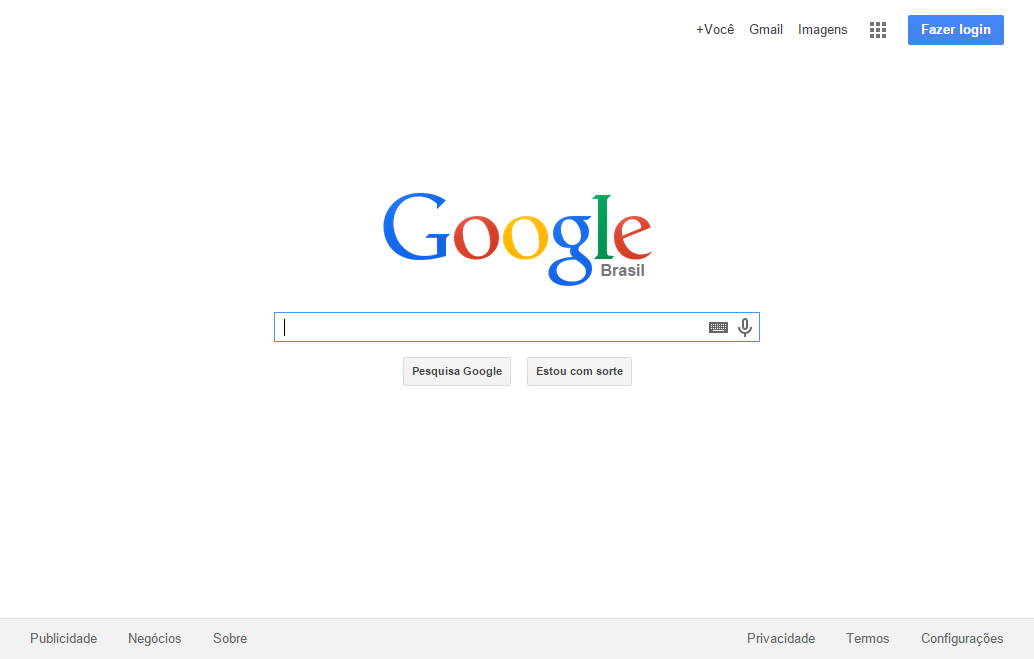 +Você Gmail Imagens Fazer login
Google
Brasil
Pesquisa Google Estou com sorte
Publicidade Negócios Sobre Privacidade Termos Configurações